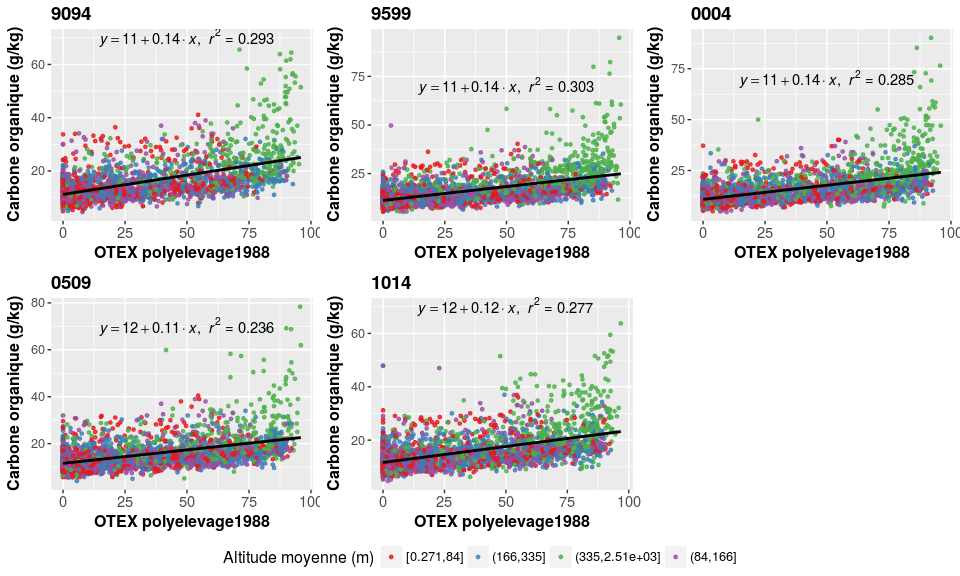 9094
y = 11 + 0.14 · x, r² = 0.293
Carbone organique (g/kg)
60
40
20
0 25 50 75 100
OTEX polyelevage1988
9599
y = 11 + 0.14 · x, r² = 0.303
Carbone organique (g/kg)
75
50
25
0 25 50 75 100
OTEX polyelevage1988
0004
y = 11 + 0.14 · x, r² = 0.285
Carbone organique (g/kg)
75
50
25
0 25 50 75 100
OTEX polyelevage1988
0509
y = 12 + 0.11 · x, r² = 0.236
Carbone organique (g/kg)
80
60
40
20
0 25 50 75 100
OTEX polyelevage1988
1014
y = 12 + 0.12 · x, r² = 0.277
Carbone organique (g/kg)
60
40
20
0 25 50 75 100
OTEX polyelevage1988
Altitude moyenne (m) [0.271,84] (166,335] (335,2.51e+03] (84,166]